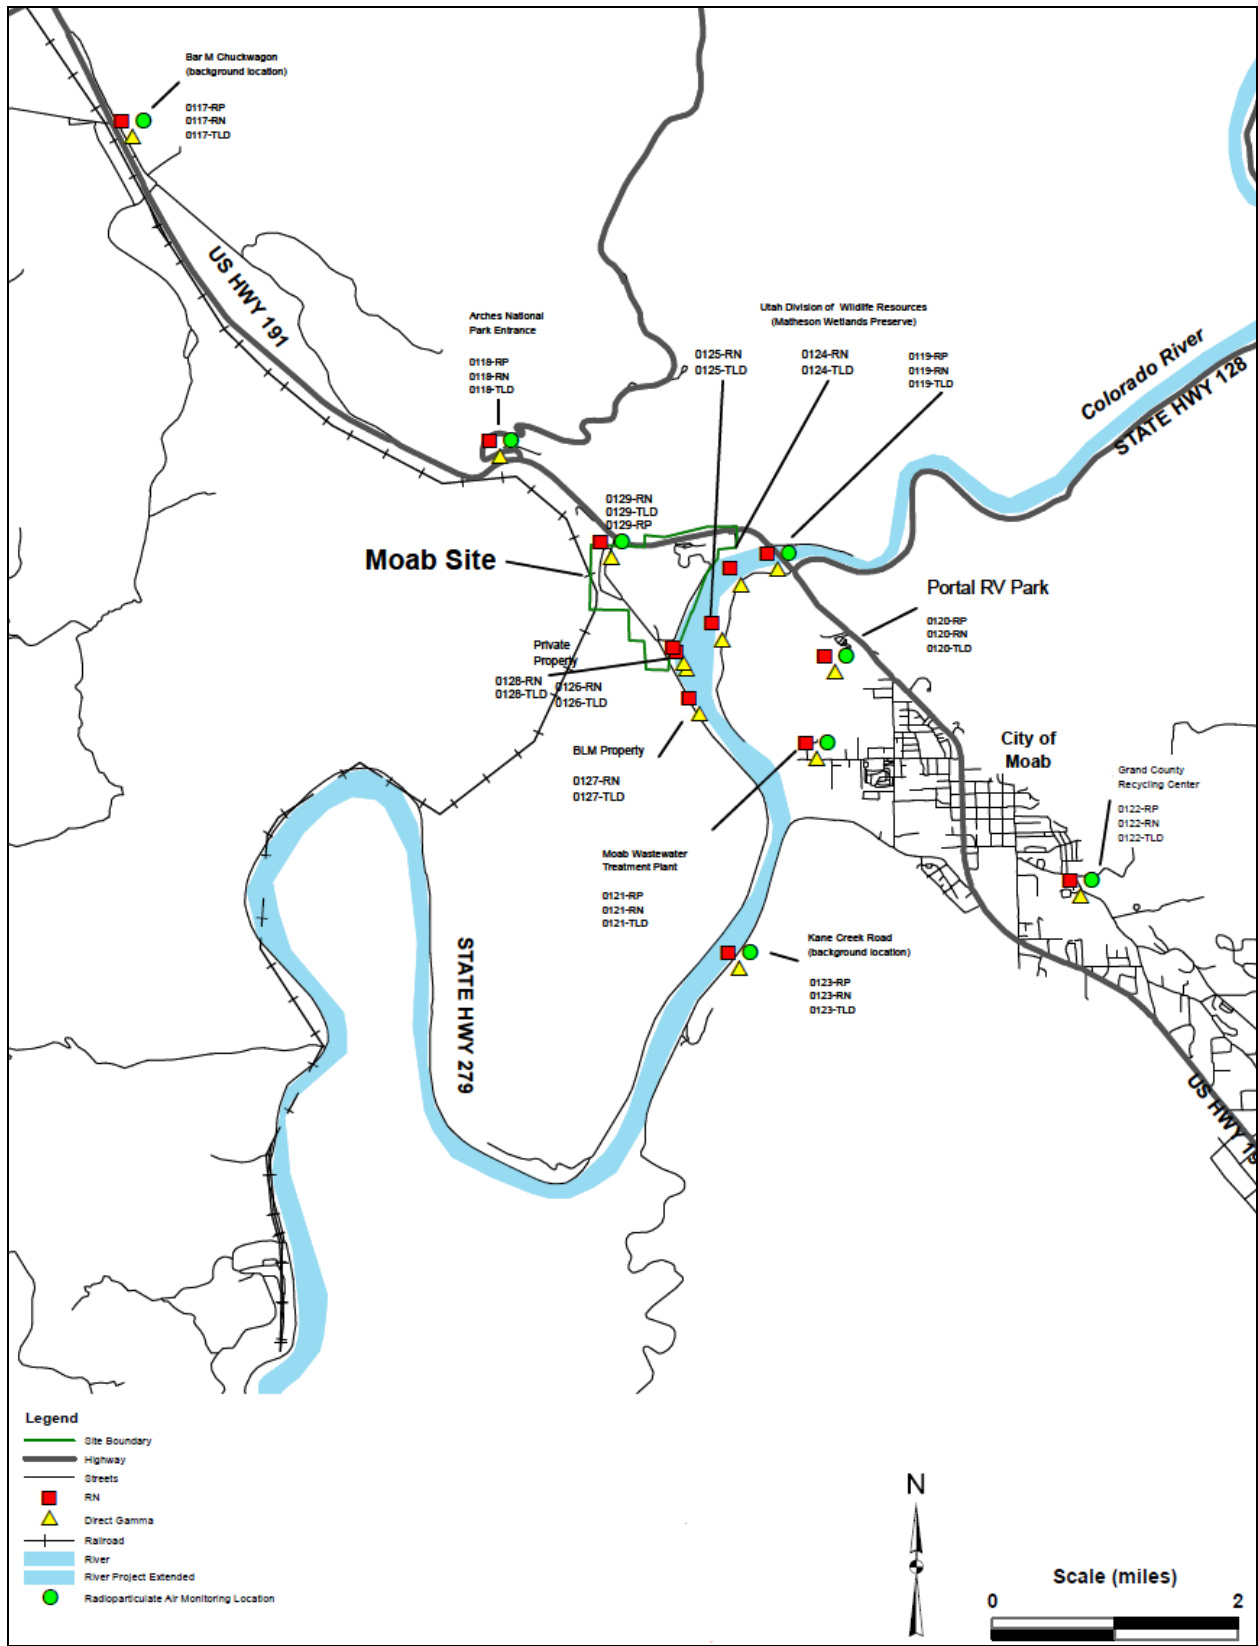 Bar M Chuckwagon
(background location)
0117-RP
0117-RN
0117-TLD
US HWY 191
Arches National
Park Entrance
0118-RP
0118-RN
0118-TLD
Utah Division of Wildlife Resources
(Matheson Wetlands Preserve)
0125-RN
0125-TLD
0124-RN
0124-TLD
0119-RP
0119-RN
0119-TLD
Colorado River
STATE HWY 128
0129-RN
0129-TLD
0129-RP
Moab Site
Portal RV Park
0120-RP
0120-RN
0120-TLD
Private
Property
0128-RN
0128-TLD
0126-RN
0126-TLD
BLM Property
0127-RN
0127-TLD
City of
Moab
Grand County
Recycling Center
0122-RP
0122-RN
0122-TLD
Moab Wastewater
Treatment Plant
0121-RP
0121-RN
0121-TLD
Kane Creek Road
(background location)
0123-RP
0123-RN
0123-TLD
STATE HWY 279
US HWY 19
Legend
Site Boundary
Highway
Streets
RN
Direct Gamma
Railroad
River
River Project Extended
Radioparticulate Air Monitoring Location
N
Scale (miles)
0 2